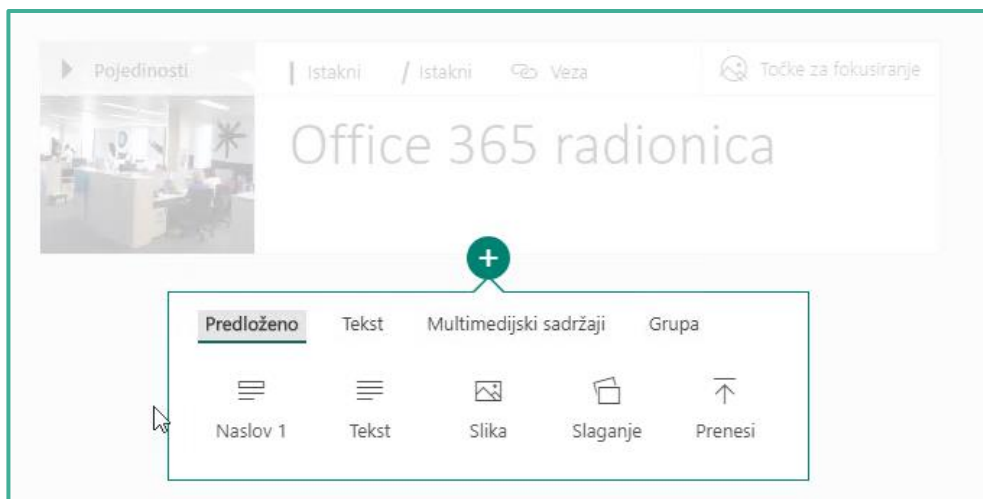 Pojedinosti
Istakni / Istakni Veza
Točke za fokusiranje
Office 365 radionica
Predloženo Tekst Multimedijski sadržaji Grupa
Naslov 1 Tekst Slika Slaganje Prenesi